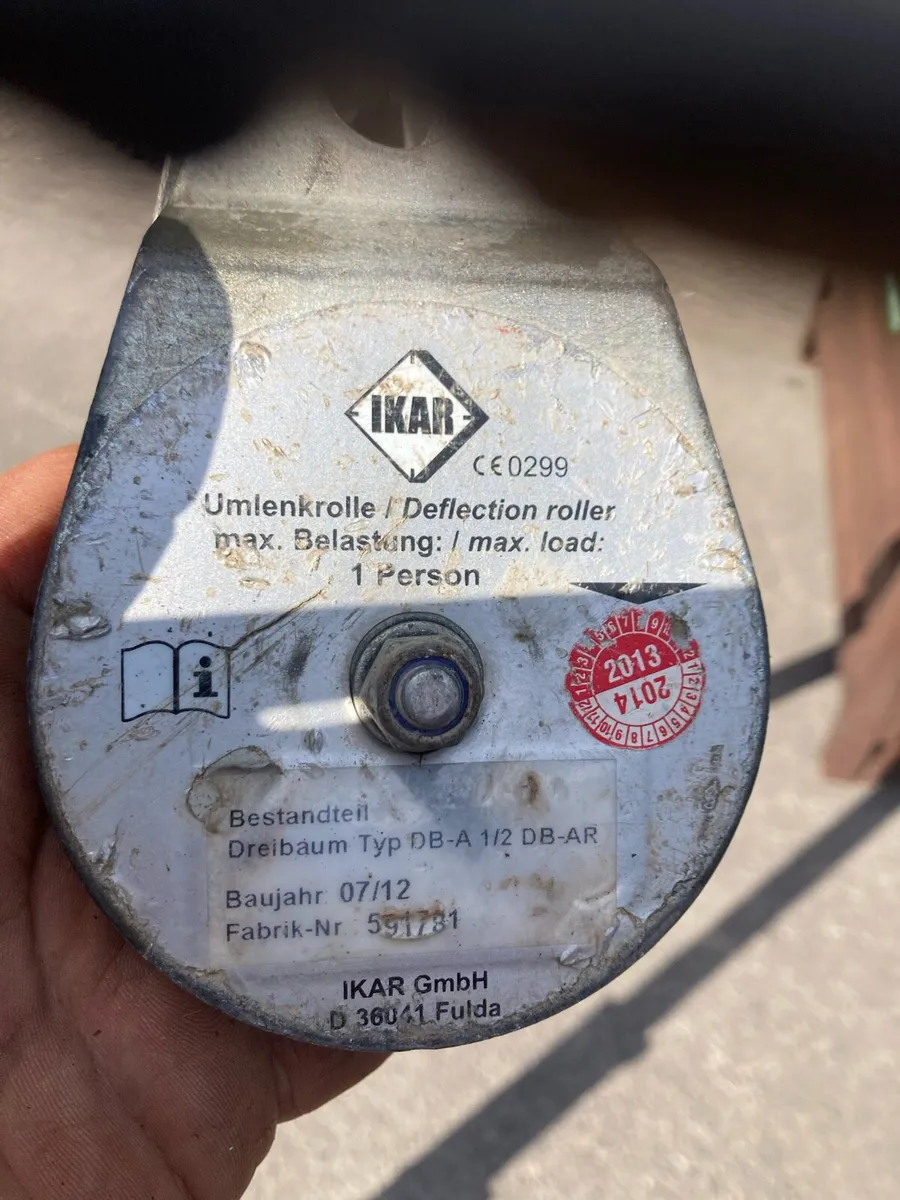 IKAR
CE0299
Umlenkrolle / Deflection roller
max. Belastung: / max. load:
1 Person
i
2013
2014
Bestandteil
Dreibaum Typ DB-A 1/2 DB-AR
Baujahr 07/12
Fabrik-Nr 591781
IKAR GmbH
D 36041 Fulda